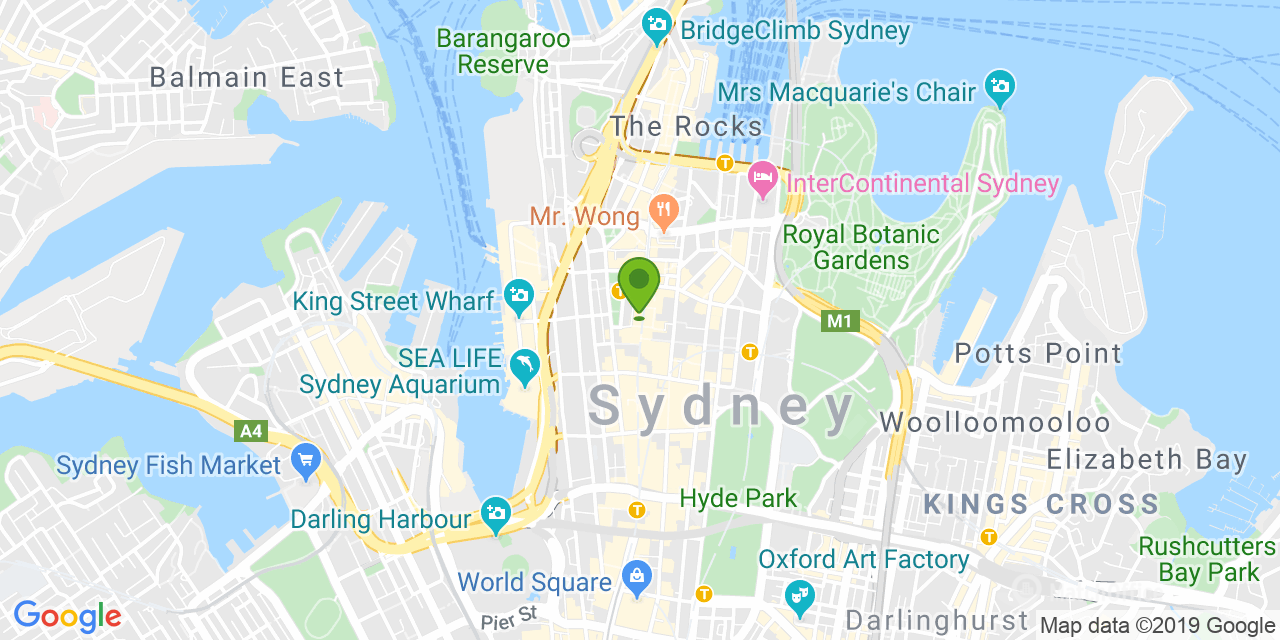 BridgeClimb Sydney
Barangaroo
Reserve
Balmain East
Mrs Macquarie's Chair
The Rocks
T
InterContinental Sydney
Mr. Wong
Royal Botanic
Gardens
T
King Street Wharf
M1
SEA LIFE
Sydney Aquarium
T
Potts Point
Sydney
A4
Woolloomooloo
Sydney Fish Market
Elizabeth Bay
Hyde Park
KINGS CROSS
Darling Harbour
T
T
Oxford Art Factory
Rushcutters
Bay Park
World Square
T
Pier St
Darlinghurst
Google
Map data ©2019 Google